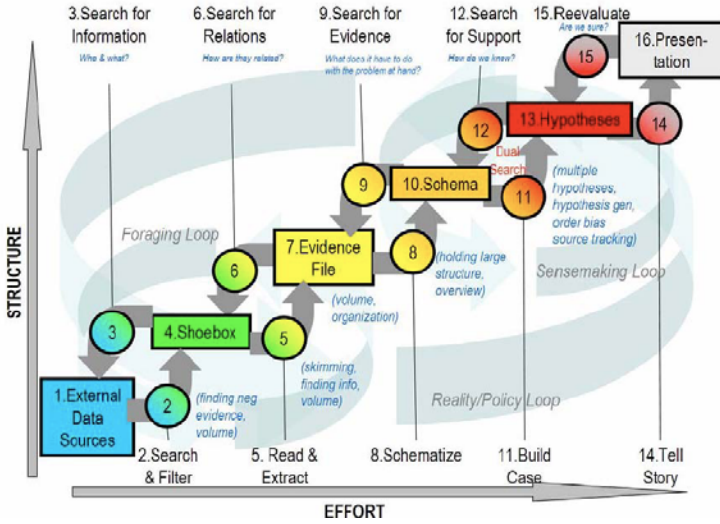 3.Search for
Information
Who & what?
6.Search for
Relations
How are they related?
9.Search for
Evidence
What does it have to do
with the problem at hand?
12.Search
for Support
How do we know?
15.Reevaluate
Are we sure?
15
16.Presen-
tation
12
13.Hypotheses
14
Dual
Search
9
10.Schema
11
(multiple
hypotheses,
hypothesis gen,
order bias
source tracking)
Foraging Loop
7.Evidence
File
8
6
(holding large
structure,
overview)
Sensemaking Loop
(volume,
organization)
3
4.Shoebox
5
(skimming,
finding info,
volume)
1.External
Data
Sources
2
(finding neg
evidence,
volume)
Reality/Policy Loop
2.Search
& Filter
5. Read &
Extract
8.Schematize
11.Build
Case
14.Tell
Story
STRUCTURE
EFFORT